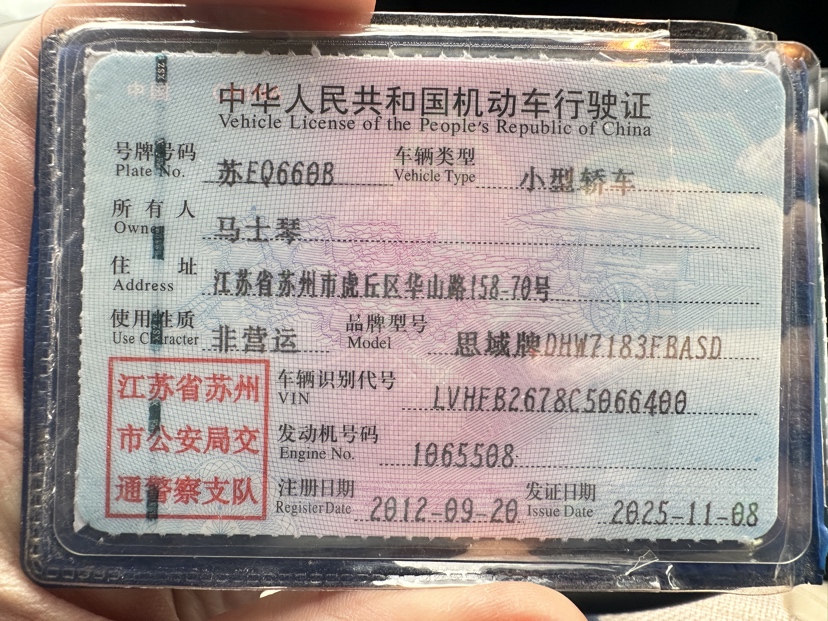 中华人民共和国机动车行驶证
Vehicle License of the People's Republic of China
号牌号码 苏EQ660B 车辆类型 小型轿车
Plate No. Vehicle Type
所有人 马士琴
Owner
住址 江苏省苏州市虎丘区华山路158-70号
Address
使用性质 非营运 品牌型号 思域牌DHW7183FBASD
Use Character Model
江苏省苏州
市公安局交
通警察支队
车辆识别代号 LVHFB2678C5066400
VIN
发动机号码 1065508
Engine No.
注册日期 2012-09-20 发证日期 2025-11-08
Register Date Issue Date